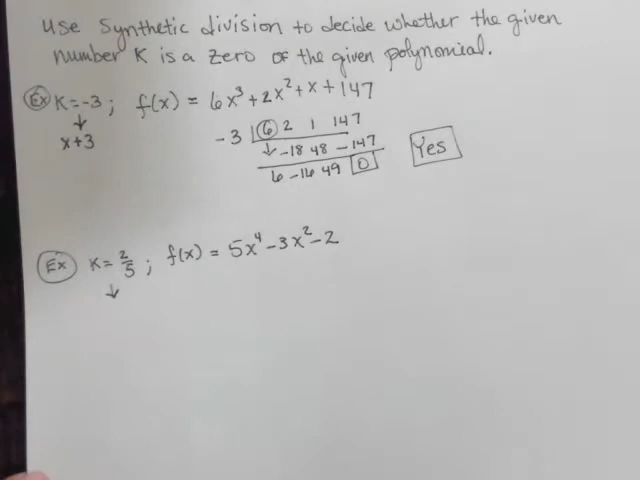 Use Synthetic division to decide whether the given
number K is a zero of the given polynomial.
Ex K = -3 ; f(x) = 6x³ + 2x² + x + 147
↓
x + 3
-3 | 6 2 1 147
↓ -18 48 -147
6 -16 49 0
Yes
Ex K = 2/5 ; f(x) = 5x⁴ - 3x² - 2
↓